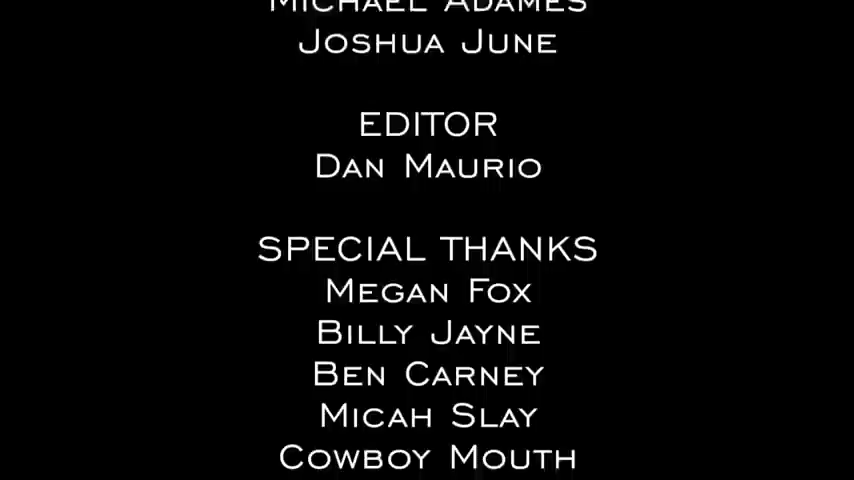 MICHAEL ADAMES
JOSHUA JUNE
EDITOR
DAN MAURIO
SPECIAL THANKS
MEGAN FOX
BILLY JAYNE
BEN CARNEY
MICAH SLAY
COWBOY MOUTH